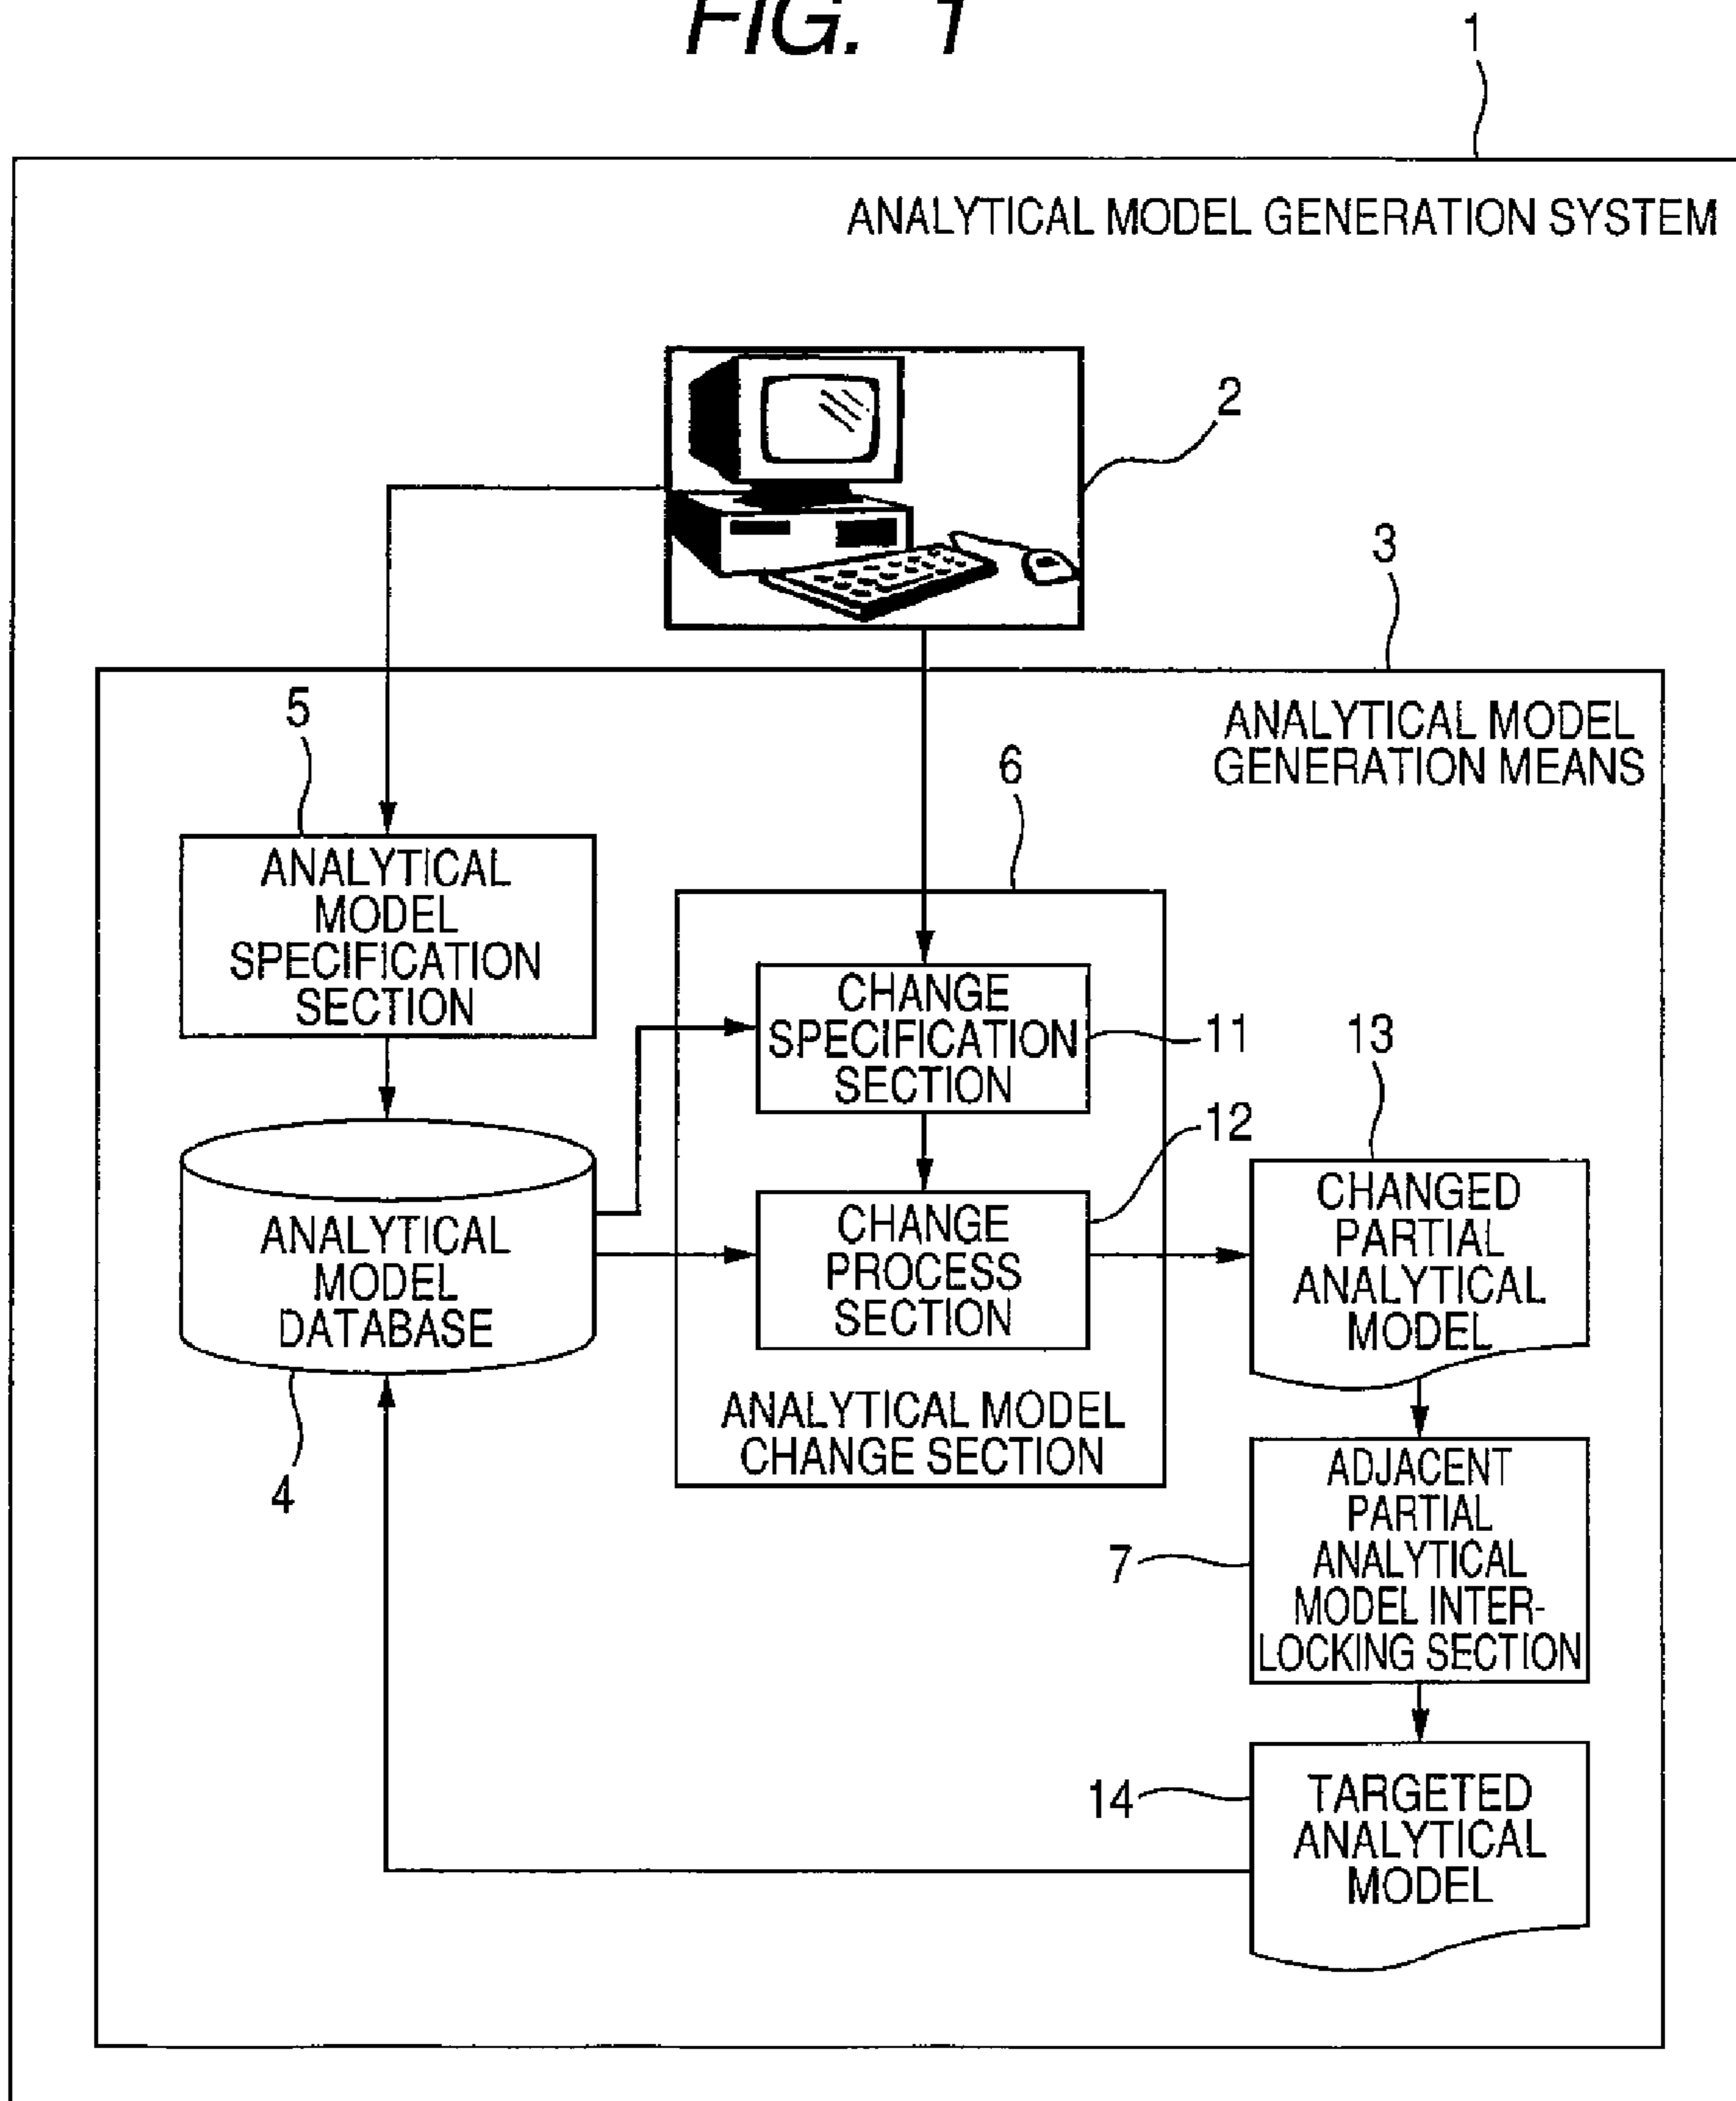 FIG. 1
1
ANALYTICAL MODEL GENERATION SYSTEM
2
3
ANALYTICAL MODEL
GENERATION MEANS
5
6
ANALYTICAL
MODEL
SPECIFICATION
SECTION
CHANGE
SPECIFICATION
SECTION
11
13
12
ANALYTICAL
MODEL
DATABASE
CHANGE
PROCESS
SECTION
CHANGED
PARTIAL
ANALYTICAL
MODEL
4
ANALYTICAL MODEL
CHANGE SECTION
7
ADJACENT
PARTIAL
ANALYTICAL
MODEL INTER-
LOCKING SECTION
14
TARGETED
ANALYTICAL
MODEL